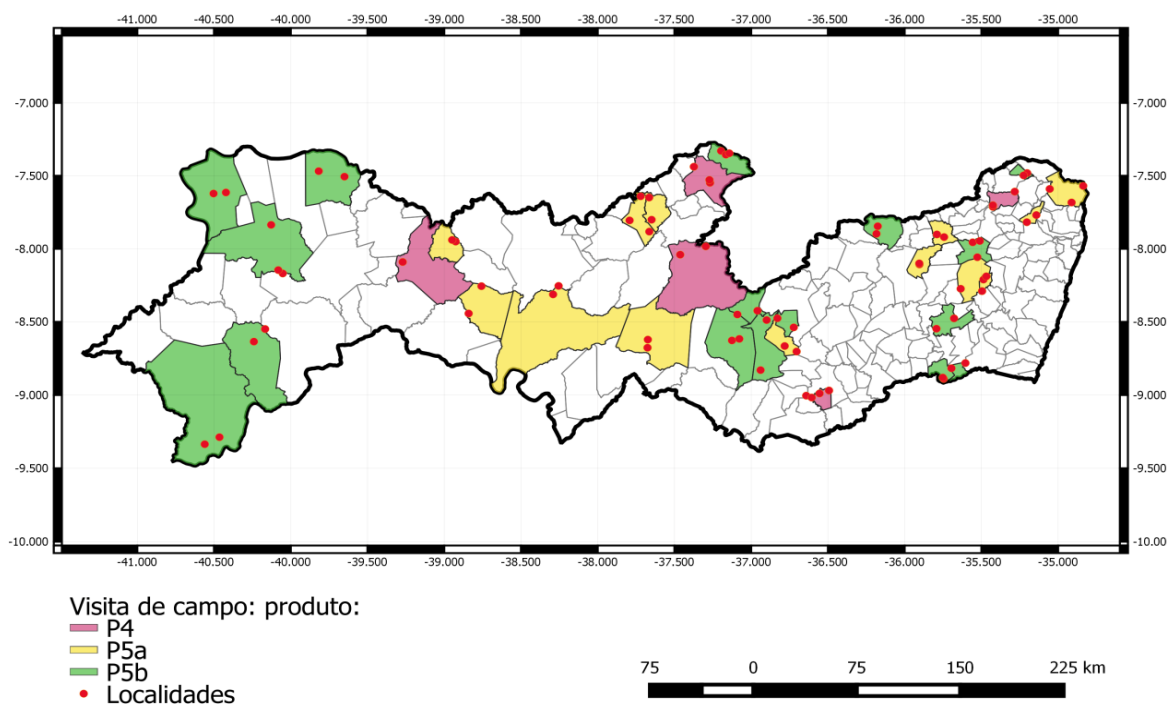 -41.000 -40.500 -40.000 -39.500 -39.000 -38.500 -38.000 -37.500 -37.000 -36.500 -36.000 -35.500 -35.000
-7.000 -7.000
-7.500 -7.500
-8.000 -8.000
-8.500 -8.500
-9.000 -9.000
-9.500 -9.500
-10.000 -10.00
-41.000 -40.500 -40.000 -39.500 -39.000 -38.500 -38.000 -37.500 -37.000 -36.500 -36.000 -35.500 -35.000
Visita de campo: produto:
P4
P5a
P5b
Localidades
75 0 75 150 225 km